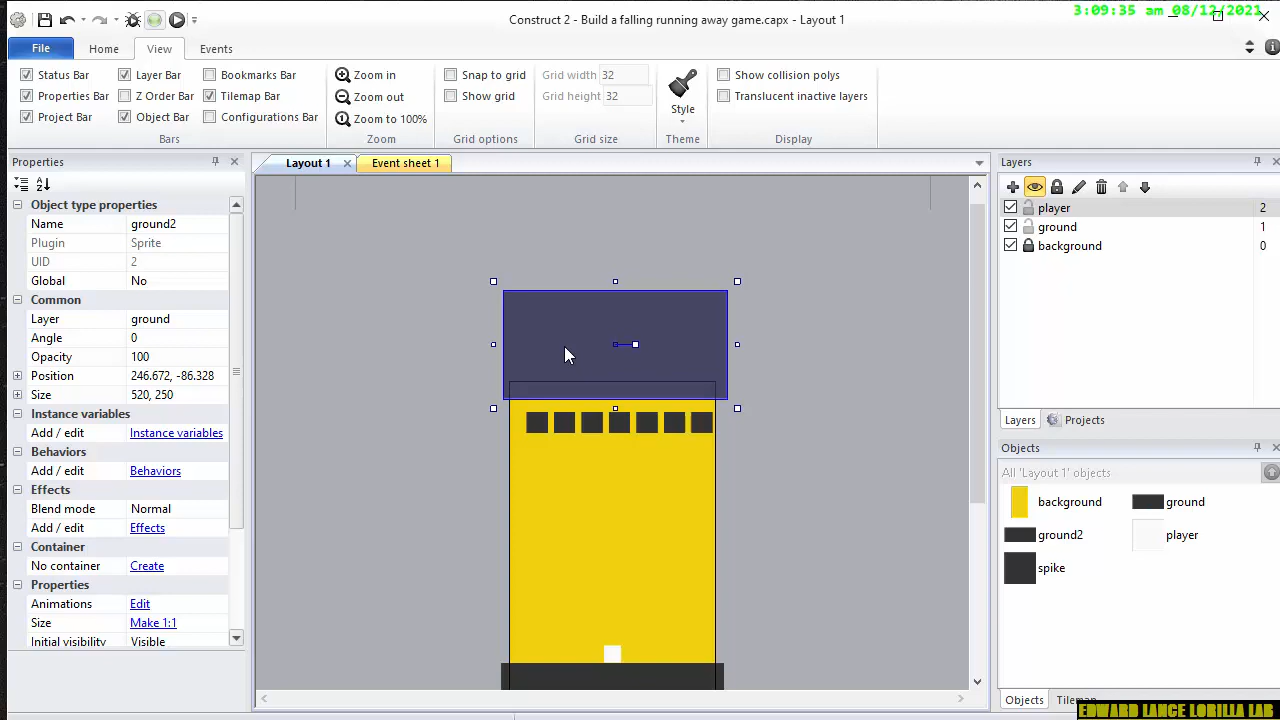 Construct 2 - Build a falling running away game.capx - Layout 1
3:09:35 am 08/12/2021
File Home View Events
Status Bar Layer Bar Bookmarks Bar Zoom in Snap to grid Grid width 32 Show collision polys
Properties Bar Z Order Bar Tilemap Bar Zoom out Show grid Grid height 32 Style Translucent inactive layers
Project Bar Object Bar Configurations Bar Zoom to 100%
Bars Zoom Grid options Grid size Theme Display
Properties
Layout 1
Event sheet 1
Object type properties
Name ground2
Plugin Sprite
UID 2
Global No
Common
Layer ground
Angle 0
Opacity 100
Position 246.672, -86.328
Size 520, 250
Instance variables
Add / edit Instance variables
Behaviors
Add / edit Behaviors
Effects
Blend mode Normal
Add / edit Effects
Container
No container Create
Properties
Animations Edit
Size Make 1:1
Initial visibility Visible
Layers
player 2
ground 1
background 0
Layers Projects
Objects
All 'Layout 1' objects
background ground
ground2 player
spike
Objects Tilemap
EDWARD LANCE LORILLA LAB